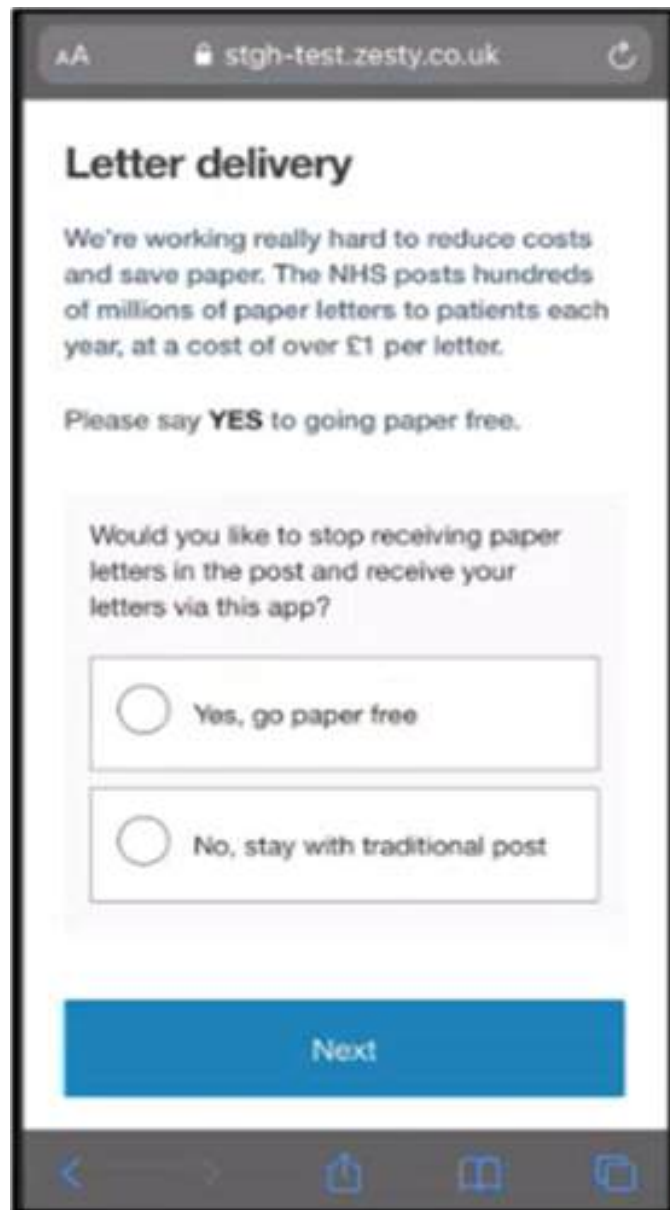 AA stgh-test.zesty.co.uk
Letter delivery
We're working really hard to reduce costs
and save paper. The NHS posts hundreds
of millions of paper letters to patients each
year, at a cost of over £1 per letter.
Please say YES to going paper free.
Would you like to stop receiving paper
letters in the post and receive your
letters via this app?
Yes, go paper free
No, stay with traditional post
Next